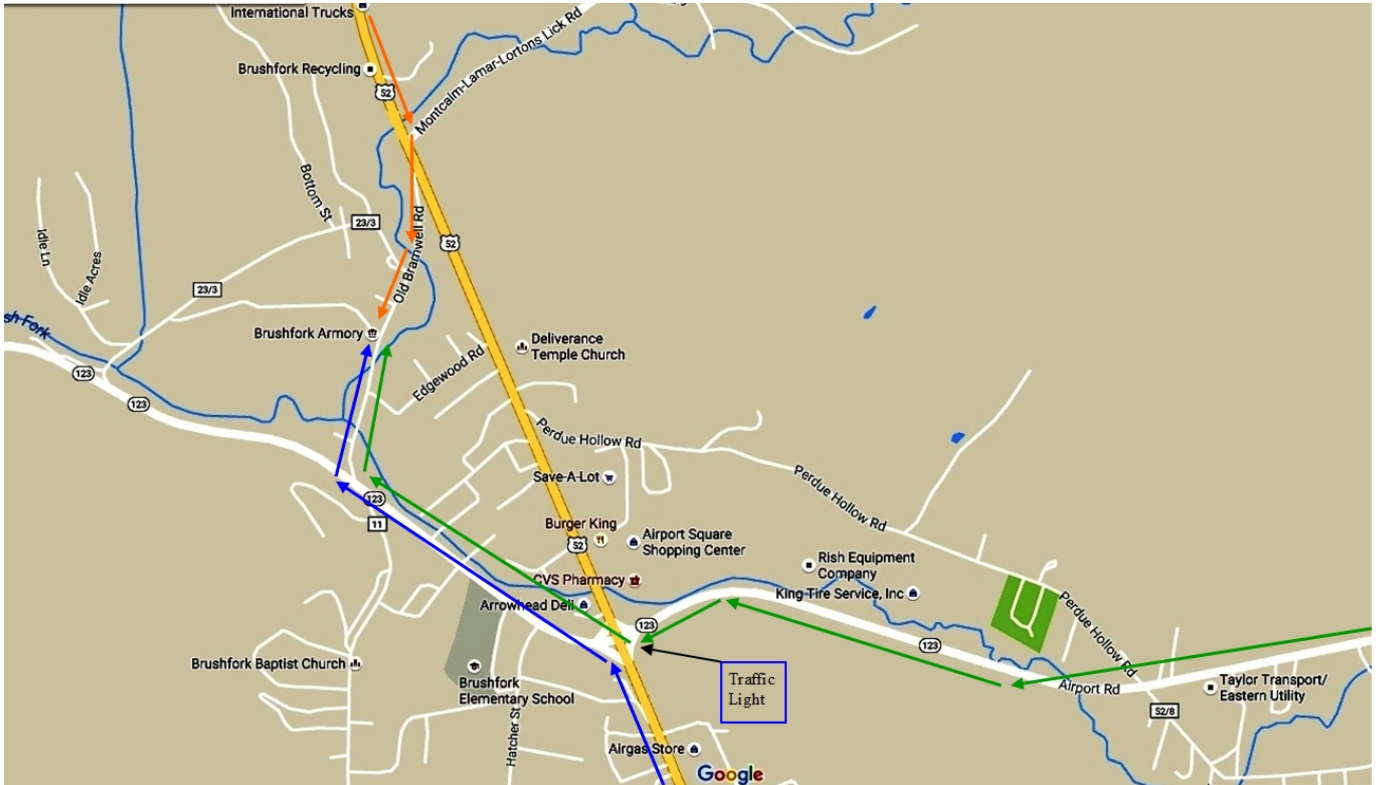 International Trucks
Montcalm-Lamar-Lortons Lick Rd
Brushfork Recycling
52
Bottom St
23/3
52
Idle Ln
Idle Acres
Old Bramwell Rd
23/3
sh Fork
Brushfork Armory
Deliverance
Temple Church
Edgewood Rd
123
123
Perdue Hollow Rd
Save-A-Lot
Perdue Hollow Rd
123
11
Burger King
52
Airport Square
Shopping Center
Rish Equipment
Company
CVS Pharmacy
King Tire Service, Inc
Arrowhead Deli
Perdue Hollow Rd
123
123
Brushfork Baptist Church
Brushfork
Elementary School
Traffic
Light
Airport Rd
Taylor Transport/
Eastern Utility
52/8
Hatcher St
Airgas Store
Google